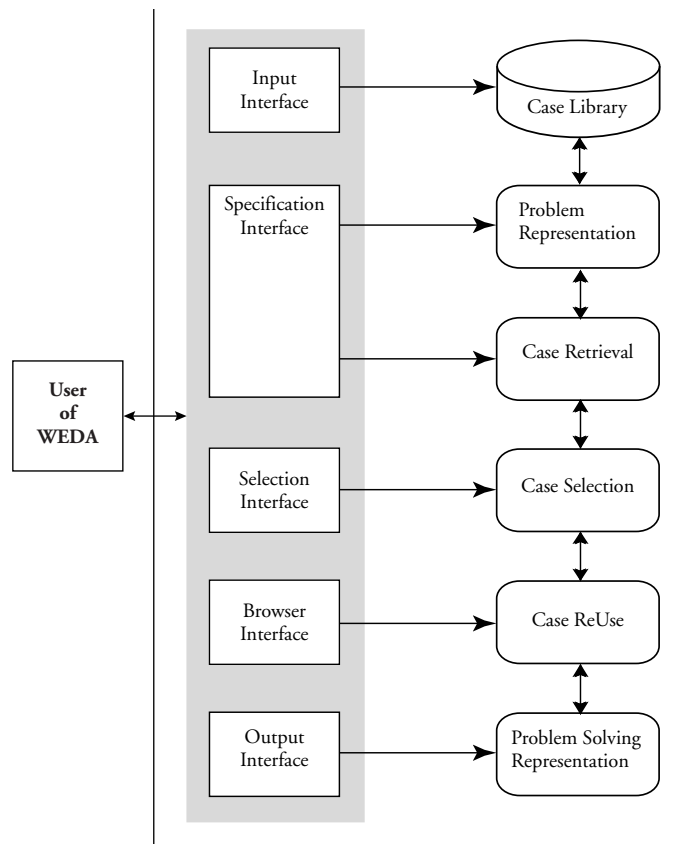 Input
Interface
Case Library
Specification
Interface
Problem
Representation
Case Retrieval
User
of
WEDA
Selection
Interface
Case Selection
Browser
Interface
Case ReUse
Output
Interface
Problem Solving
Representation